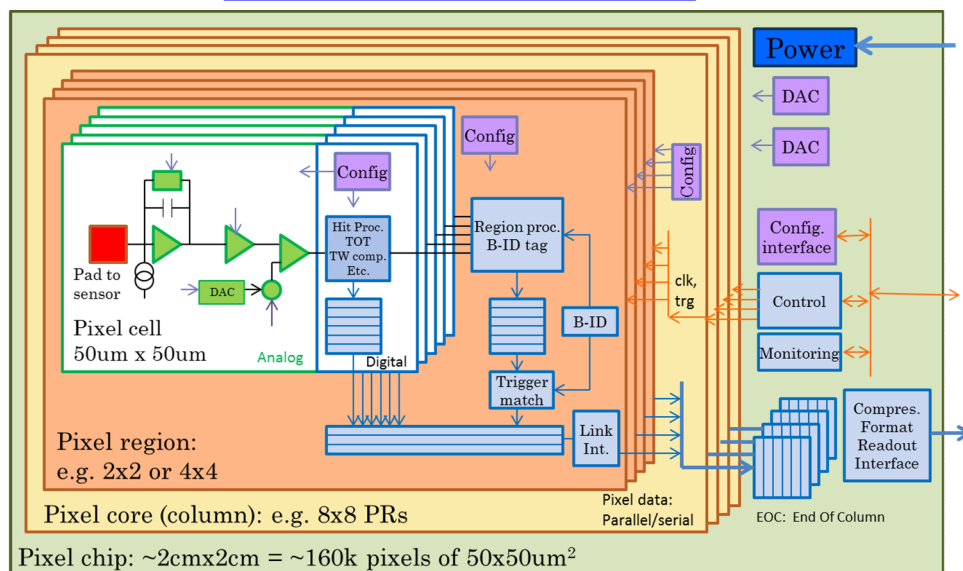 Power
DAC
DAC
Config
Config
Config
Hit Proc.
TOT
TW comp.
Etc.
Region proc.
B-ID tag
Config.
interface
Pad to
sensor
DAC
clk,
trg
Control
B-ID
Pixel cell
50um x 50um
Analog
Digital
Monitoring
Trigger
match
Link
Int.
Compres.
Format
Readout
Interface
Pixel region:
e.g. 2x2 or 4x4
Pixel data:
Parallel/serial
EOC: End Of Column
Pixel core (column): e.g. 8x8 PRs
Pixel chip: ~2cmx2cm = ~160k pixels of 50x50um²